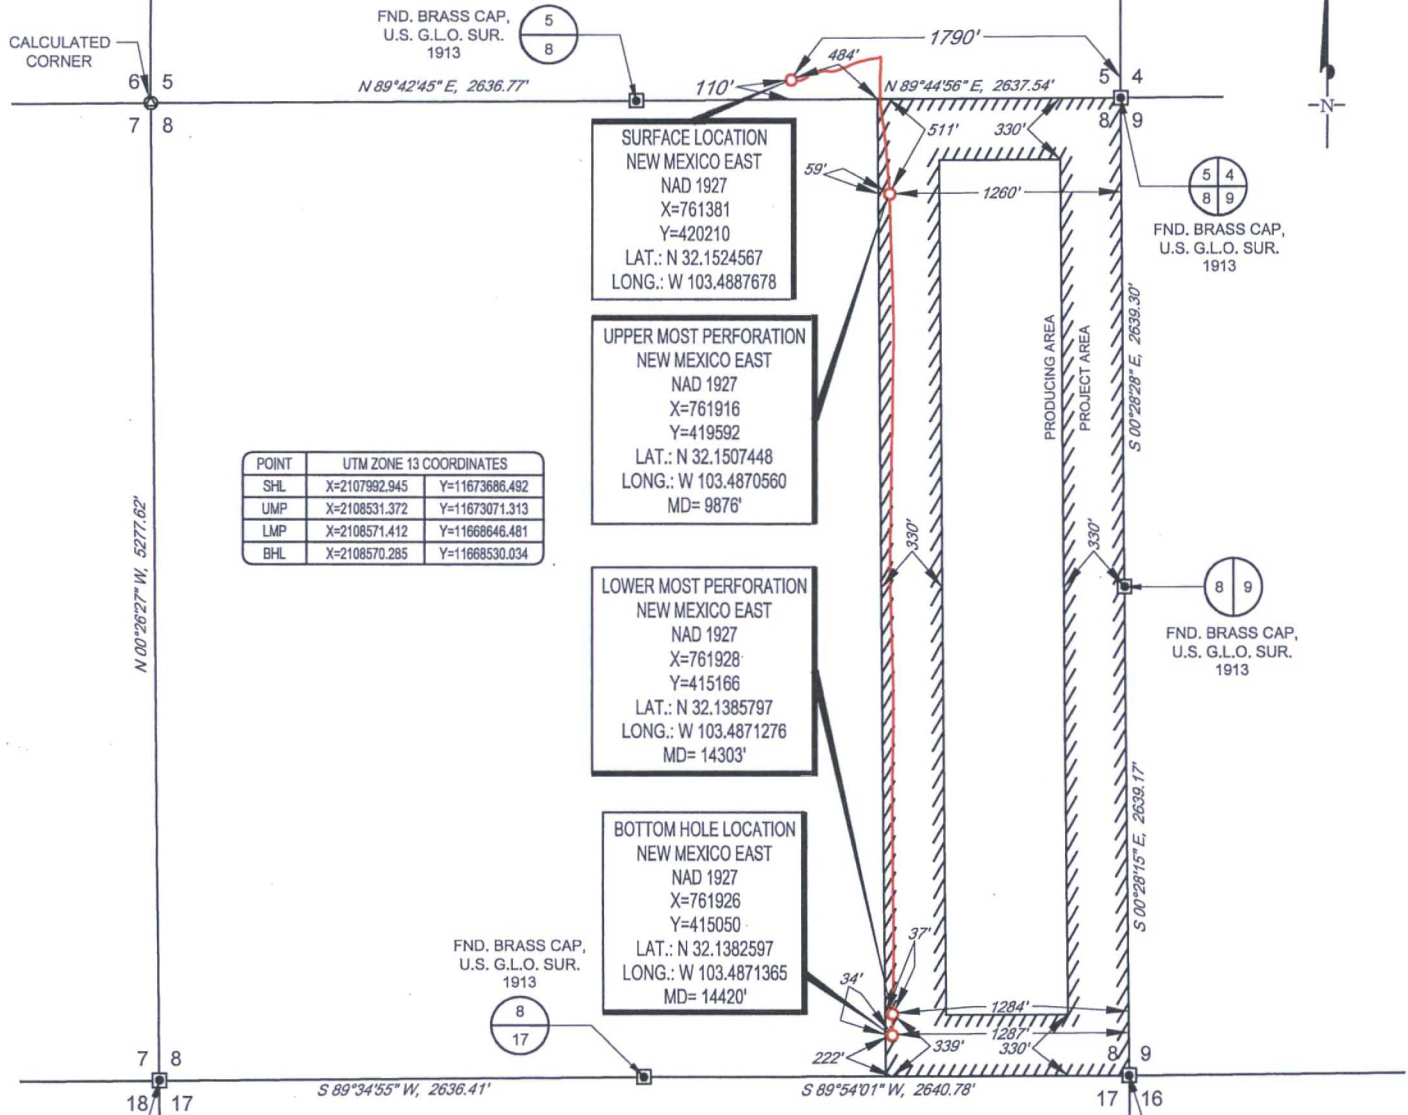 FND. BRASS CAP,
U.S. G.L.O. SUR.
1913
5
8
CALCULATED
CORNER
6 5
7 8
N 89°42'45" E, 2636.77'
110'
484'
1790'
N 89°44'56" E, 2637.54'
5 4
8 9
-N-
SURFACE LOCATION
NEW MEXICO EAST
NAD 1927
X=761381
Y=420210
LAT.: N 32.1524567
LONG.: W 103.4887678
511'
330'
59'
1260'
5 4
8 9
FND. BRASS CAP,
U.S. G.L.O. SUR.
1913
UPPER MOST PERFORATION
NEW MEXICO EAST
NAD 1927
X=761916
Y=419592
LAT.: N 32.1507448
LONG.: W 103.4870560
MD= 9876'
PRODUCING AREA
PROJECT AREA
S 00°28'28" E, 2639.30'
POINT UTM ZONE 13 COORDINATES
SHL X=2107992.945 Y=11673686.492
UMP X=2108531.372 Y=11673071.313
LMP X=2108571.412 Y=11668646.481
BHL X=2108570.285 Y=11668530.034
N 00°26'27" W, 5277.62'
330'
330'
8 9
FND. BRASS CAP,
U.S. G.L.O. SUR.
1913
LOWER MOST PERFORATION
NEW MEXICO EAST
NAD 1927
X=761928
Y=415166
LAT.: N 32.1385797
LONG.: W 103.4871276
MD= 14303'
S 00°28'15" E, 2639.17'
BOTTOM HOLE LOCATION
NEW MEXICO EAST
NAD 1927
X=761926
Y=415050
LAT.: N 32.1382597
LONG.: W 103.4871365
MD= 14420'
FND. BRASS CAP,
U.S. G.L.O. SUR.
1913
8
17
37'
34'
1284'
1287'
222'
339'
330'
7 8
18 17
S 89°34'55" W, 2636.41'
S 89°54'01" W, 2640.78'
8 9
17 16